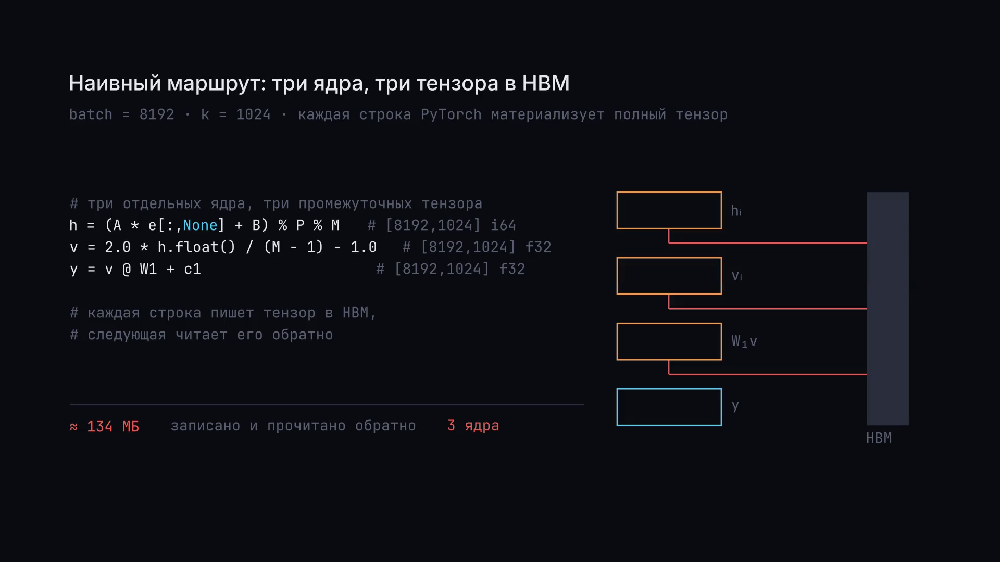 Наивный маршрут: три ядра, три тензора в HBM
batch = 8192 · k = 1024 · каждая строка PyTorch материализует полный тензор
# три отдельных ядра, три промежуточных тензора
h = (A * e[:,None] + B) % P % M   # [8192,1024] i64
v = 2.0 * h.float() / (M - 1) - 1.0   # [8192,1024] f32
y = v @ W1 + c1                    # [8192,1024] f32
# каждая строка пишет тензор в HBM,
# следующая читает его обратно
≈ 134 МБ   записано и прочитано обратно   3 ядра
hᵢ
vᵢ
W₁v
y
HBM